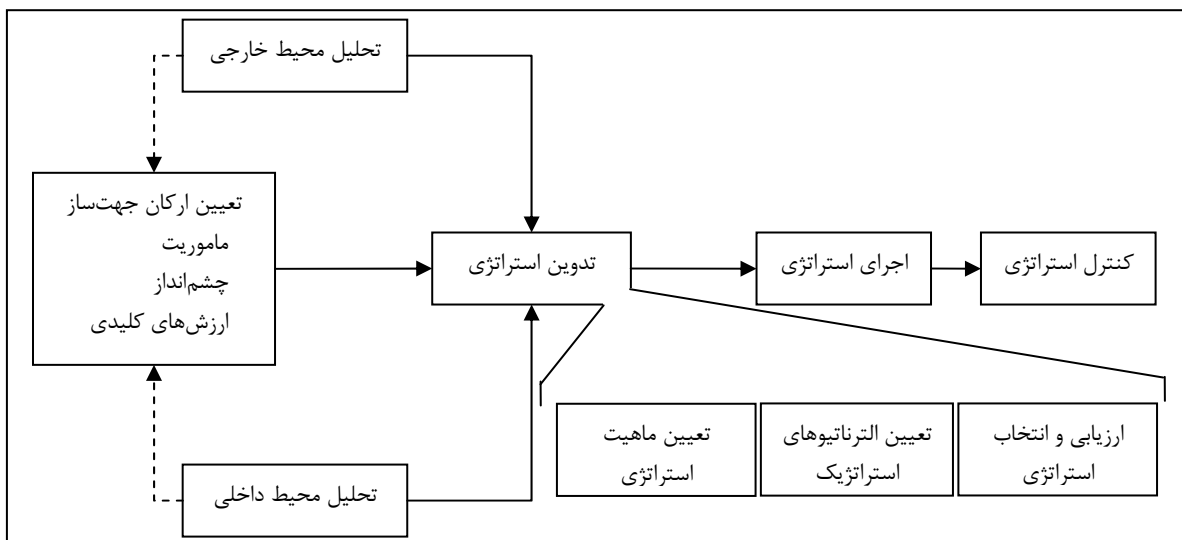 تحلیل محیط خارجی
تعیین ارکان جهت‌ساز
ماموریت
چشم‌انداز
ارزش‌های کلیدی
تدوین استراتژی
اجرای استراتژی
کنترل استراتژی
تعیین ماهیت
استراتژی
تعیین الترناتیوهای
استراتژیک
ارزیابی و انتخاب
استراتژی
تحلیل محیط داخلی